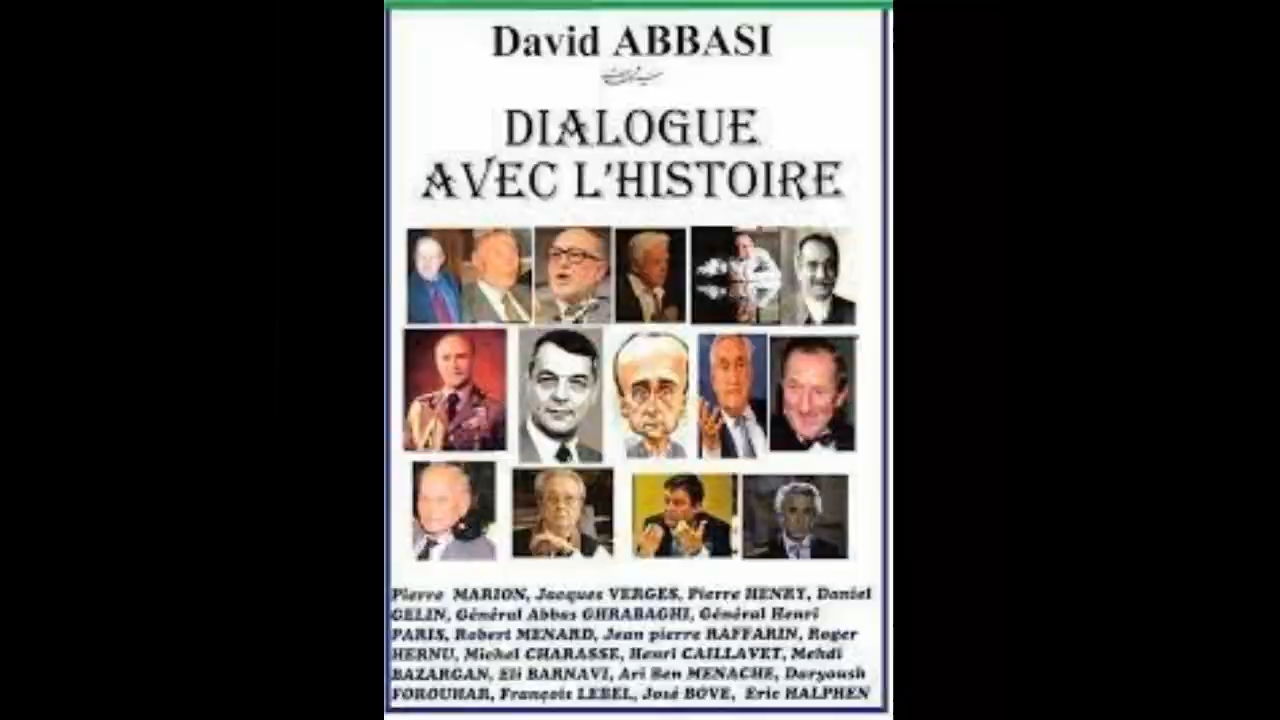 David ABBASI
DIALOGUE
AVEC L'HISTOIRE
Pierre MARION, Jacques VERGES, Pierre HENRY, Daniel
GELIN, Général Abbas GHRABAGHI, Général Henri
PARIS, Robert MENARD, Jean pierre RAFFARIN, Roger
HERNU, Michel CHARASSE, Henri CAILLAVET, Mehdi
BAZARGAN, Eli BARNAVI, Ari Ben MENACHE, Daryoush
FOROUHAR, François LEBEL, José BOVE, Eric HALPHEN